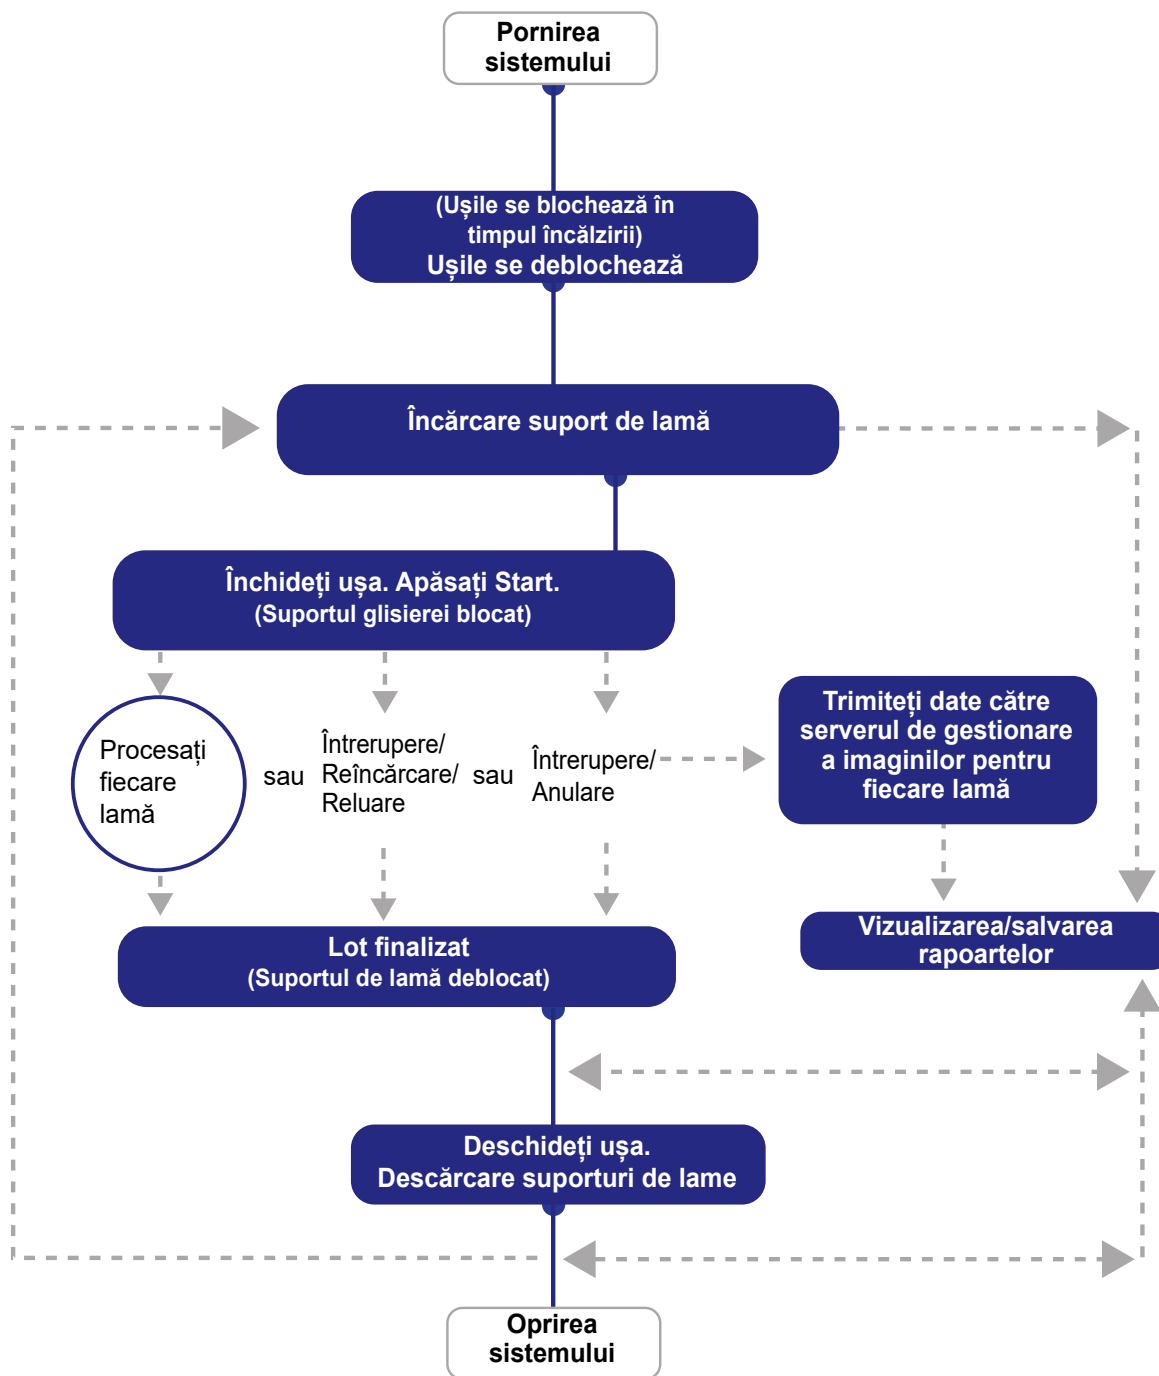 Pornirea
sistemului
(Ușile se blochează în
timpul încălzirii)
Ușile se deblochează
Încărcare suport de lamă
Închideți ușa. Apăsați Start.
(Suportul glisierei blocat)
Procesați
fiecare
lamă
sau
Întrerupere/
Reîncărcare/
Reluare
sau
Întrerupere/
Anulare
Trimiteți date către
serverul de gestionare
a imaginilor pentru
fiecare lamă
Lot finalizat
(Suportul de lamă deblocat)
Vizualizarea/salvarea
rapoartelor
Deschideți ușa.
Descărcare suporturi de lame
Oprirea
sistemului